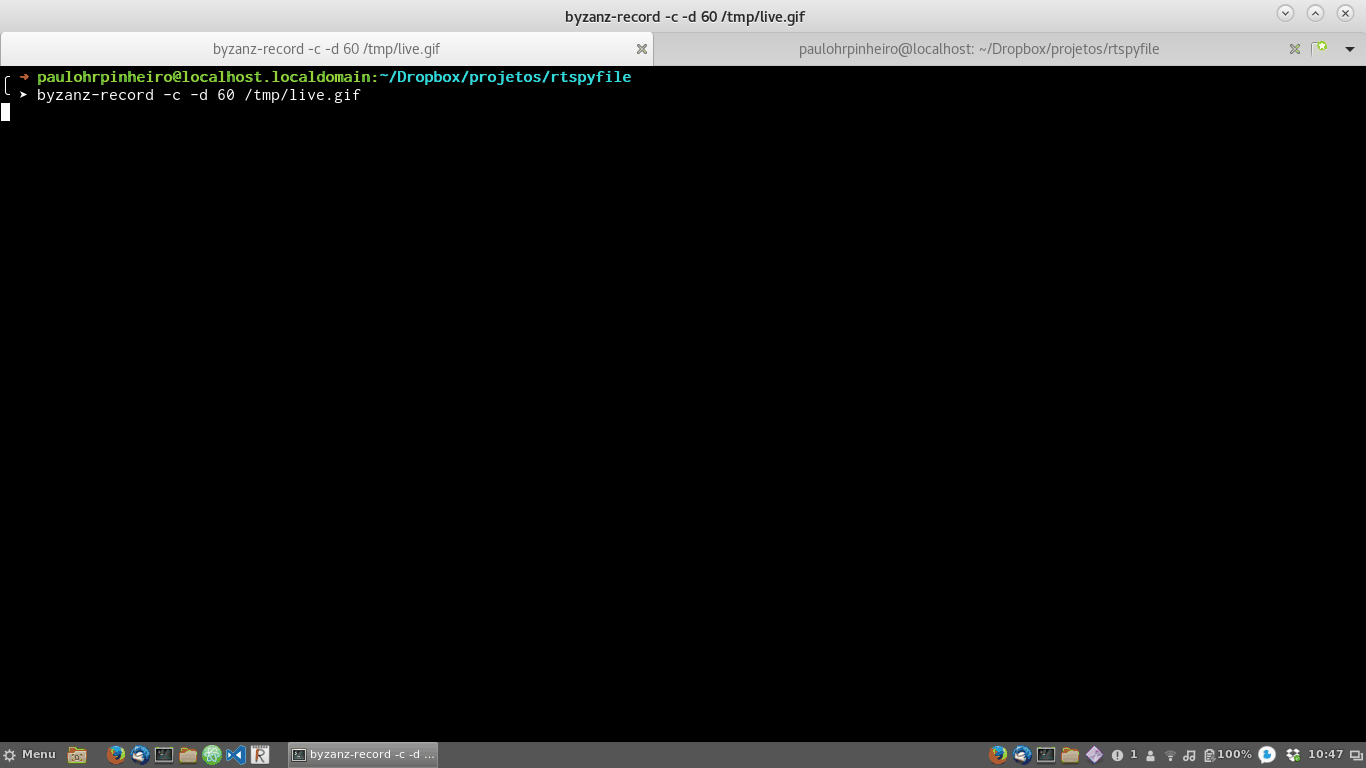 byzanz-record -c -d 60 /tmp/live.gif
byzanz-record -c -d 60 /tmp/live.gif
paulohrpinheiro@localhost: ~/Dropbox/projetos/rtspyfile
➜ paulohrpinheiro@localhost.localdomain:~/Dropbox/projetos/rtspyfile
➤ byzanz-record -c -d 60 /tmp/live.gif
Menu
byzanz-record -c -d ...
1
100%
10:47